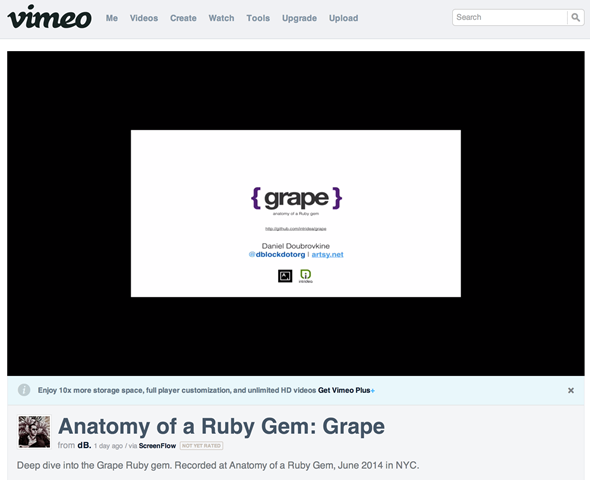 vimeo Me Videos Create Watch Tools Upgrade Upload Search
{ grape }
anatomy of a Ruby gem
http://github.com/intridea/grape
Daniel Doubrovkine
@dblockdotorg | artsy.net
intridea
Enjoy 10x more storage space, full player customization, and unlimited HD videos Get Vimeo Plus+
Anatomy of a Ruby Gem: Grape
from dB. 1 day ago / via ScreenFlow NOT YET RATED
Deep dive into the Grape Ruby gem. Recorded at Anatomy of a Ruby Gem, June 2014 in NYC.